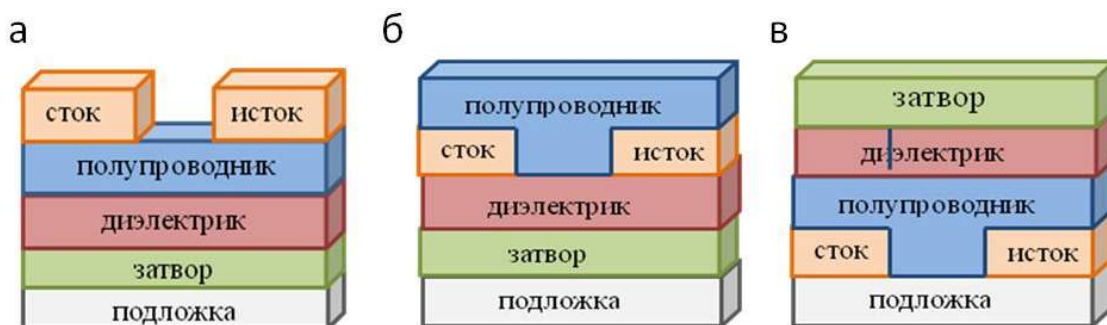 а
сток
исток
полупроводник
диэлектрик
затвор
подложка
б
полупроводник
сток
исток
диэлектрик
затвор
подложка
в
затвор
диэлектрик
полупроводник
сток
исток
подложка